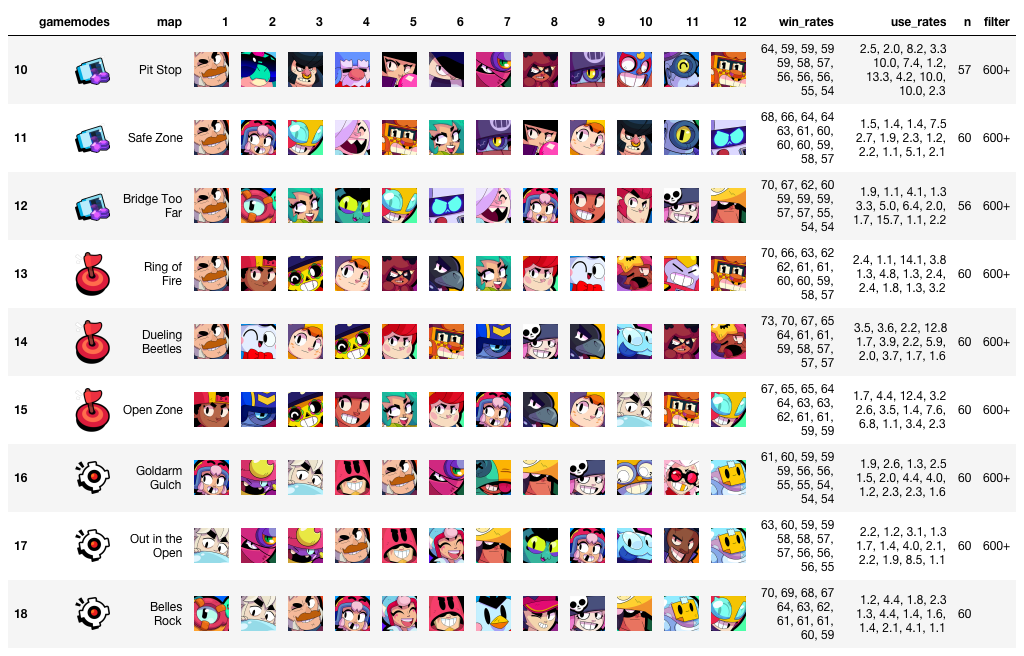 gamemodes map 1 2 3 4 5 6 7 8 9 10 11 12 win_rates use_rates n filter
10 Pit Stop 64, 59, 59, 59 59, 58, 57, 56, 56, 56, 55, 54 2.5, 2.0, 8.2, 3.3 10.0, 7.4, 1.2, 13.3, 4.2, 10.0, 10.0, 2.3 57 600+
11 Safe Zone 68, 66, 64, 64 63, 61, 60, 60, 60, 59, 58, 57 1.5, 1.4, 1.4, 7.5 2.7, 1.9, 2.3, 1.2, 2.2, 1.1, 5.1, 2.1 60 600+
12 Bridge Too Far 70, 67, 62, 60 59, 59, 59, 57, 57, 55, 54, 54 1.9, 1.1, 4.1, 1.3 3.3, 5.0, 6.4, 2.0, 1.7, 15.7, 1.1, 2.2 56 600+
13 Ring of Fire 70, 66, 63, 62 62, 61, 61, 60, 60, 59, 58, 57 2.4, 1.1, 14.1, 3.8 1.3, 4.8, 1.3, 2.4, 2.4, 1.8, 1.3, 3.2 60 600+
14 Dueling Beetles 73, 70, 67, 65 64, 61, 61, 59, 58, 57, 57, 57 3.5, 3.6, 2.2, 12.8 1.7, 3.9, 2.2, 5.9, 2.0, 3.7, 1.7, 1.6 60 600+
15 Open Zone 67, 65, 65, 64 64, 63, 63, 62, 61, 61, 59, 59 1.7, 4.4, 12.4, 3.2 2.6, 3.5, 1.4, 7.6, 6.8, 1.1, 3.4, 2.3 60 600+
16 Goldarm Gulch 61, 60, 59, 59 59, 56, 56, 55, 55, 54, 54, 54 1.9, 2.6, 1.3, 2.5 1.5, 2.0, 4.4, 4.0, 1.2, 2.3, 2.3, 1.6 60 600+
17 Out in the Open 63, 60, 59, 59 58, 58, 57, 57, 56, 56, 56, 55 2.2, 1.2, 3.1, 1.3 1.7, 1.4, 4.0, 2.1, 2.2, 1.9, 8.5, 1.1 60 600+
18 Belles Rock 70, 69, 68, 67 64, 63, 62, 61, 61, 61, 60, 59 1.2, 4.4, 1.8, 2.3 1.3, 4.4, 1.4, 1.6, 1.4, 2.1, 4.1, 1.1 60